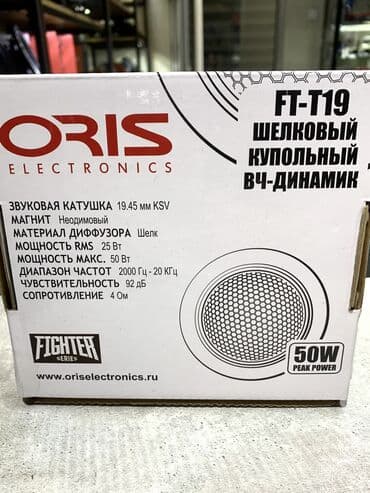 ORIS
ELECTRONICS
FT-T19
ШЕЛКОВЫЙ
КУПОЛЬНЫЙ
ВЧ-ДИНАМИК
ЗВУКОВАЯ КАТУШКА 19.45 мм KSV
МАГНИТ Неодимовый
МАТЕРИАЛ ДИФФУЗОРА Шелк
МОЩНОСТЬ RMS 25 Вт
МОЩНОСТЬ МАКС. 50 Вт
ДИАПАЗОН ЧАСТОТ 2000 Гц - 20 КГц
ЧУВСТВИТЕЛЬНОСТЬ 92 дБ
СОПРОТИВЛЕНИЕ 4 Ом
FIGHTER
SERIES
www.oriselectronics.ru
50W
PEAK POWER